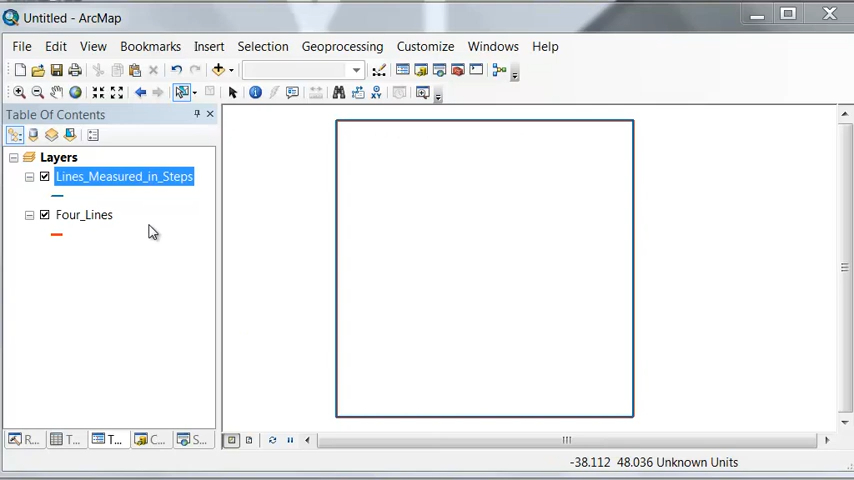 Untitled - ArcMap
File Edit View Bookmarks Insert Selection Geoprocessing Customize Windows Help
Table Of Contents
Layers
Lines_Measured_in_Steps
Four_Lines
R... T... T... C... S...
-38.112 48.036 Unknown Units